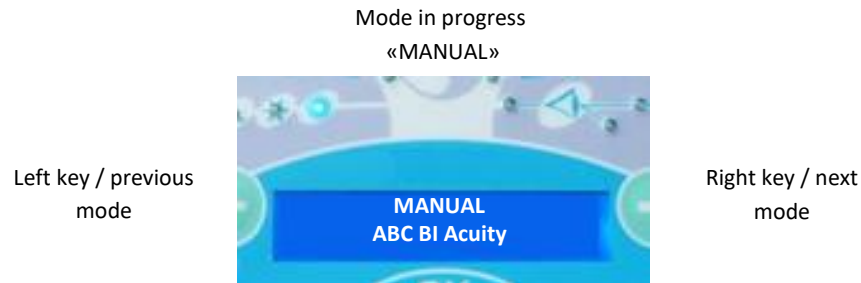 Mode in progress
«MANUAL»
Left key / previous
mode
MANUAL
ABC BI Acuity
Right key / next
mode